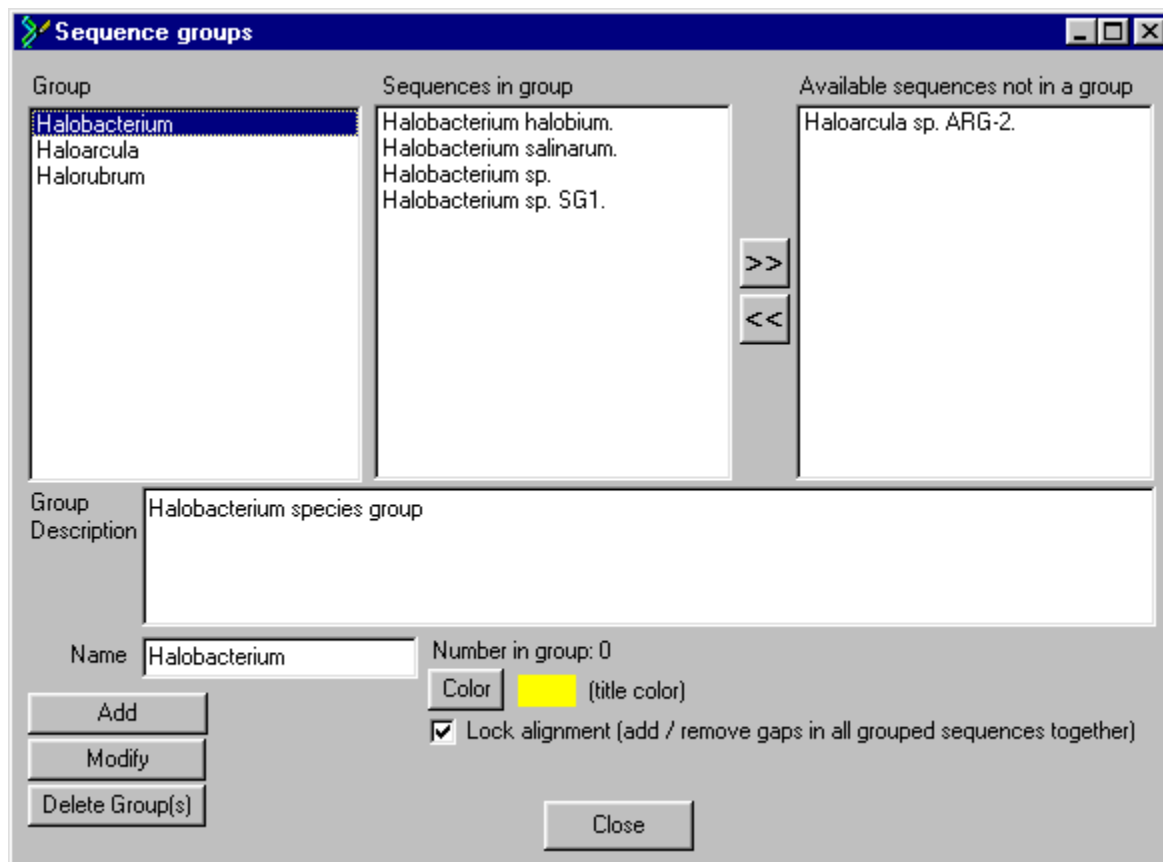 Sequence groups
Group
Sequences in group
Available sequences not in a group
Halobacterium
Haloarcula
Halorubrum
Halobacterium halobium.
Halobacterium salinarum.
Halobacterium sp.
Halobacterium sp. SG1.
Haloarcula sp. ARG-2.
>>
<<
Group
Description
Halobacterium species group
Name
Halobacterium
Number in group: 0
Color
(title color)
Lock alignment (add / remove gaps in all grouped sequences together)
Add
Modify
Delete Group(s)
Close